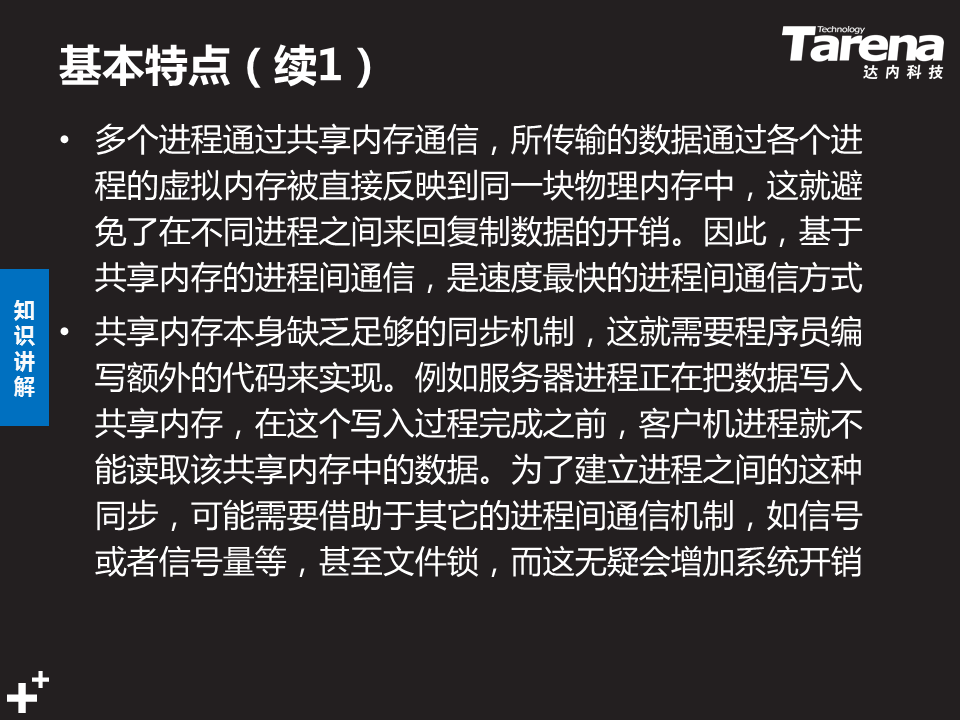 基本特点（续1）
Technology
Tarena
达内科技
多个进程通过共享内存通信，所传输的数据通过各个进
程的虚拟内存被直接反映到同一块物理内存中，这就避
免了在不同进程之间来回复制数据的开销。因此，基于
共享内存的进程间通信，是速度最快的进程间通信方式
知识讲解
共享内存本身缺乏足够的同步机制，这就需要程序员编
写额外的代码来实现。例如服务器进程正在把数据写入
共享内存，在这个写入过程完成之前，客户机进程就不
能读取该共享内存中的数据。为了建立进程之间的这种
同步，可能需要借助于其它的进程间通信机制，如信号
或者信号量等，甚至文件锁，而这无疑会增加系统开销